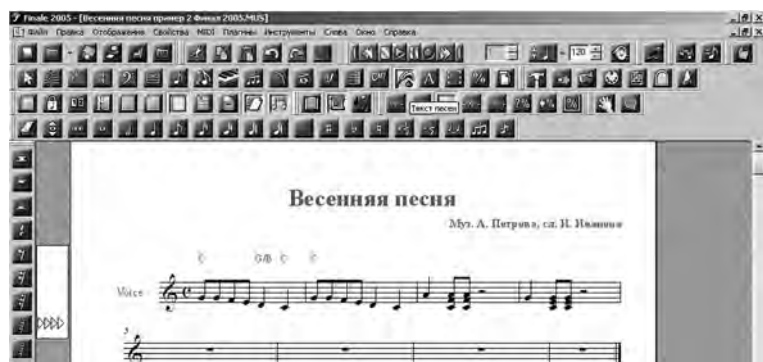 Finale 2005 - [Весенняя песня пример 2 Финал 2005.MUS]
Файл Правка Отображение Свойства MIDI Плагины Инструменты Слова Окно Справка
120
Текст песен
Весенняя песня
Муз. А. Петрова, сл. И. Иванова
C G/B C C
Voice
5